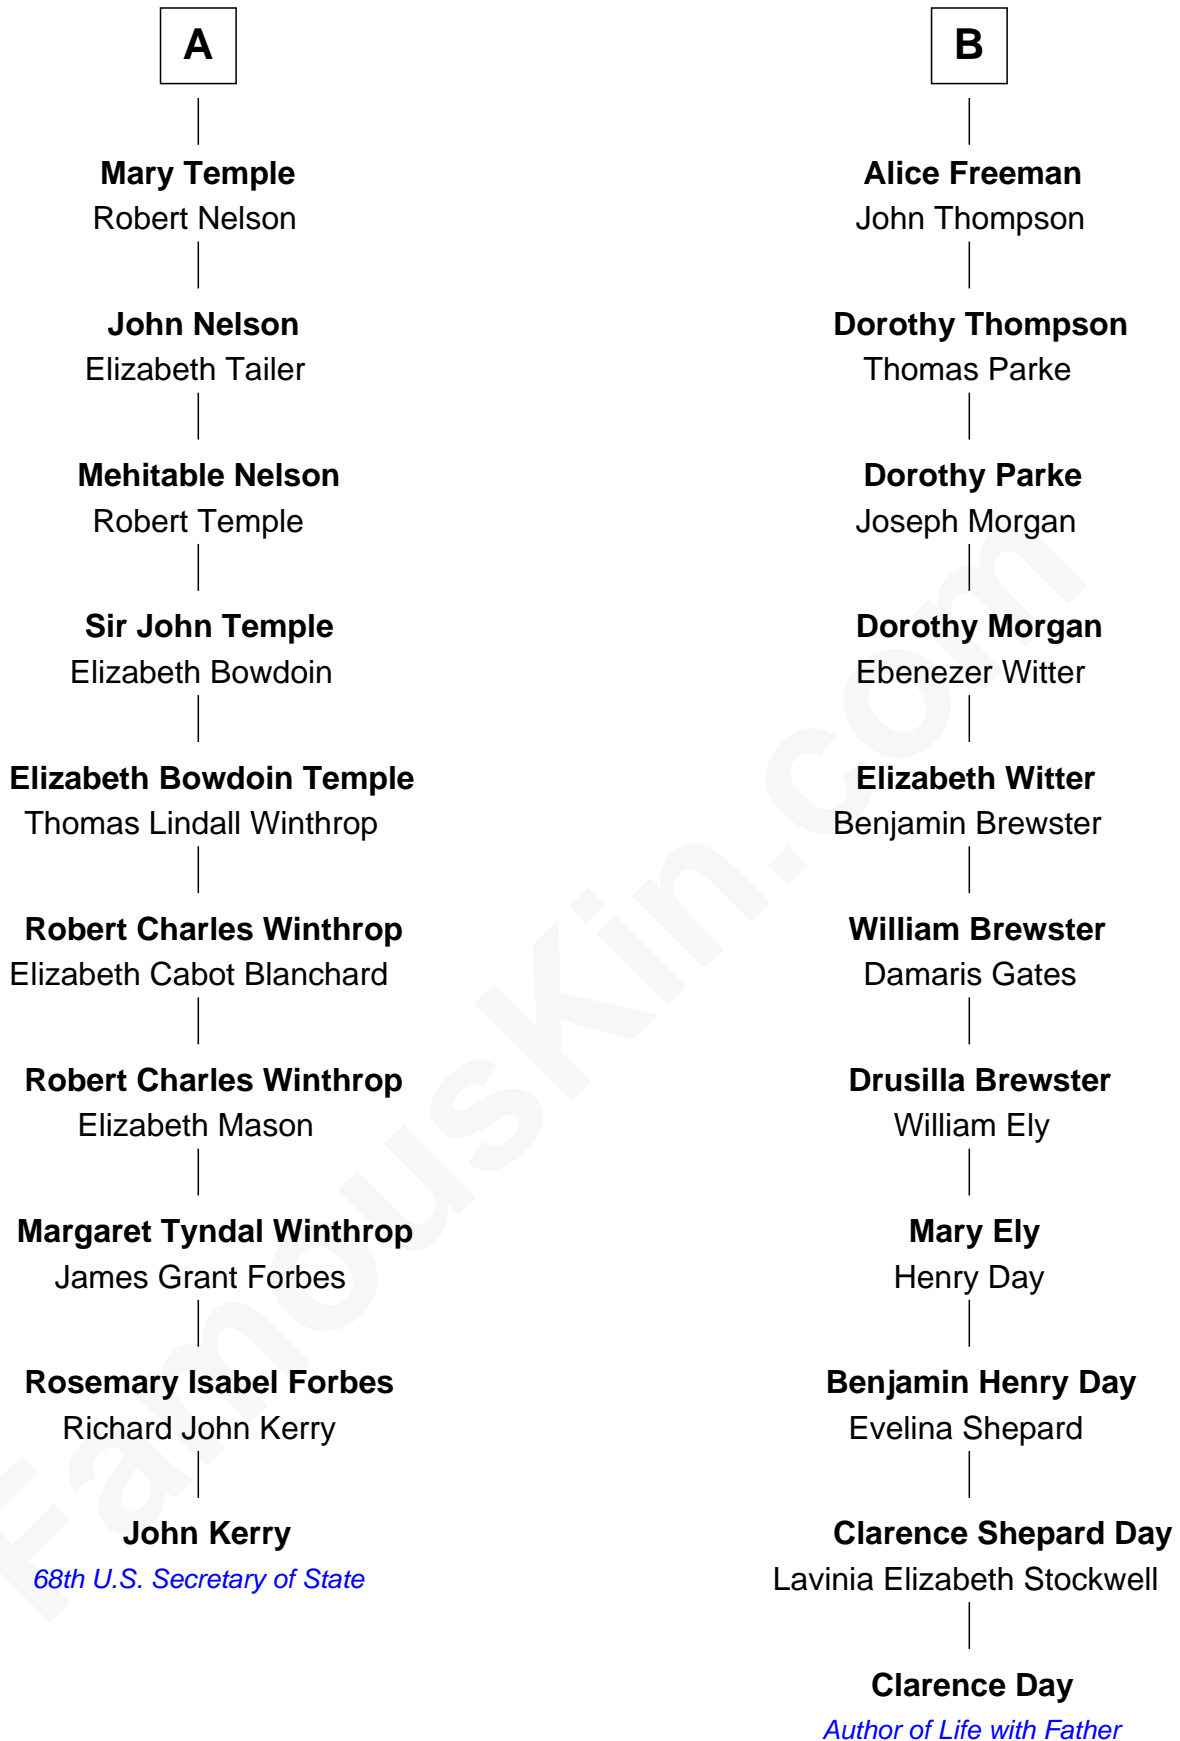 A
Mary Temple
Robert Nelson
John Nelson
Elizabeth Tailer
Mehitable Nelson
Robert Temple
Sir John Temple
Elizabeth Bowdoin
Elizabeth Bowdoin Temple
Thomas Lindall Winthrop
Robert Charles Winthrop
Elizabeth Cabot Blanchard
Robert Charles Winthrop
Elizabeth Mason
Margaret Tyndal Winthrop
James Grant Forbes
Rosemary Isabel Forbes
Richard John Kerry
John Kerry
68th U.S. Secretary of State
B
Alice Freeman
John Thompson
Dorothy Thompson
Thomas Parke
Dorothy Parke
Joseph Morgan
Dorothy Morgan
Ebenezer Witter
Elizabeth Witter
Benjamin Brewster
William Brewster
Damaris Gates
Drusilla Brewster
William Ely
Mary Ely
Henry Day
Benjamin Henry Day
Evelina Shepard
Clarence Shepard Day
Lavinia Elizabeth Stockwell
Clarence Day
Author of Life with Father
FamousKin.com